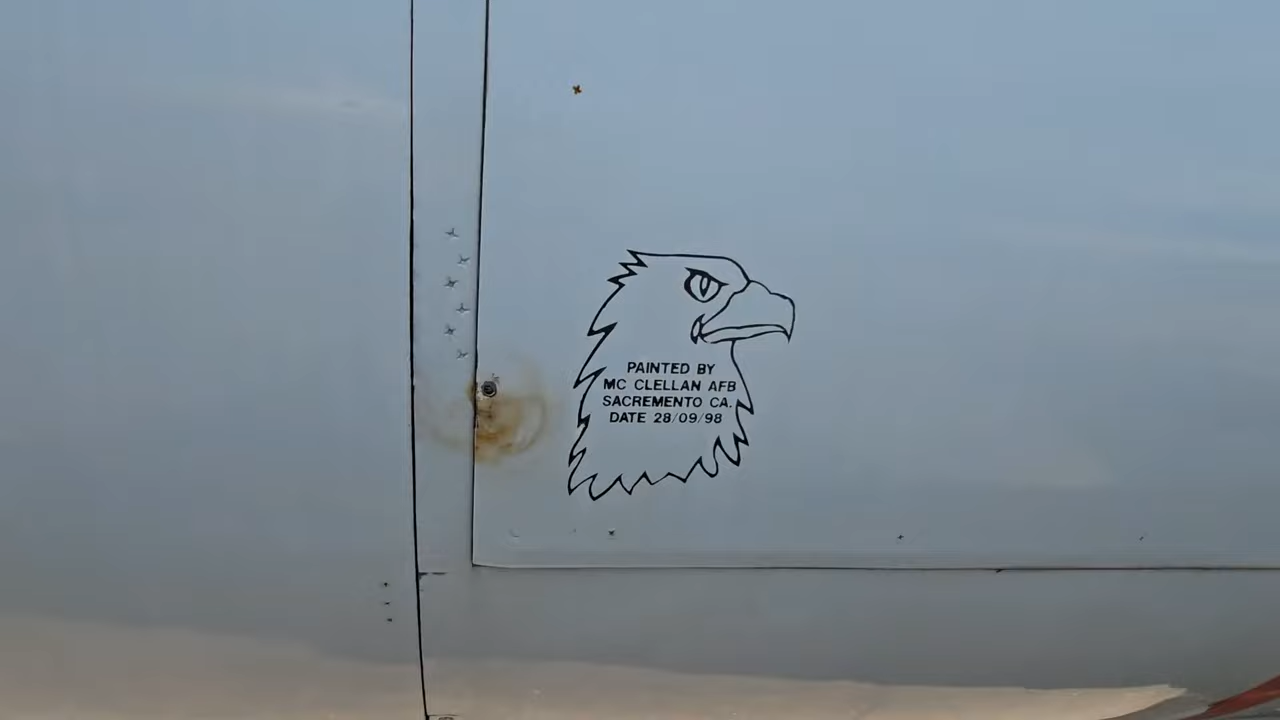 PAINTED BY
MC CLELLAN AFB
SACREMENTO CA.
DATE 28/09/98